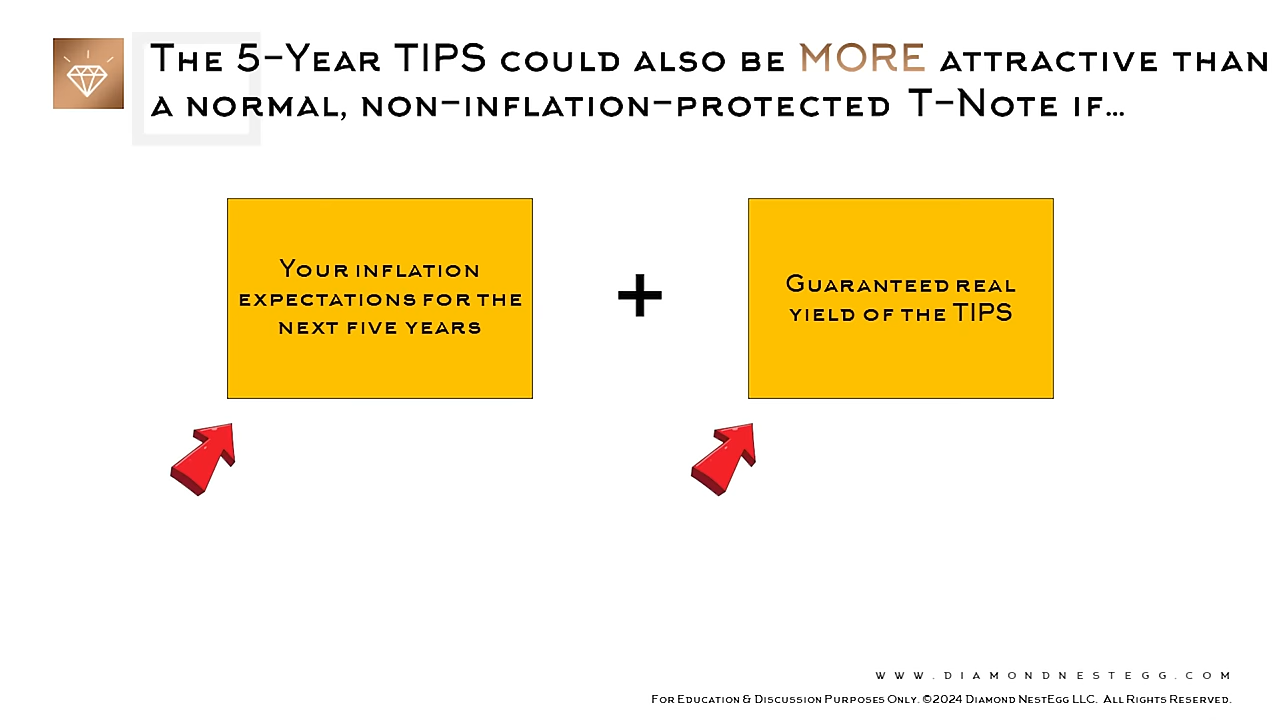 The 5-Year TIPS could also be MORE attractive than
a normal, non-inflation-protected T-Note if...
Your inflation
expectations for the
next five years
+
Guaranteed real
yield of the TIPS
www.diamondnestegg.com
For Education & Discussion Purposes Only. ©2024 Diamond NestEgg LLC. All Rights Reserved.